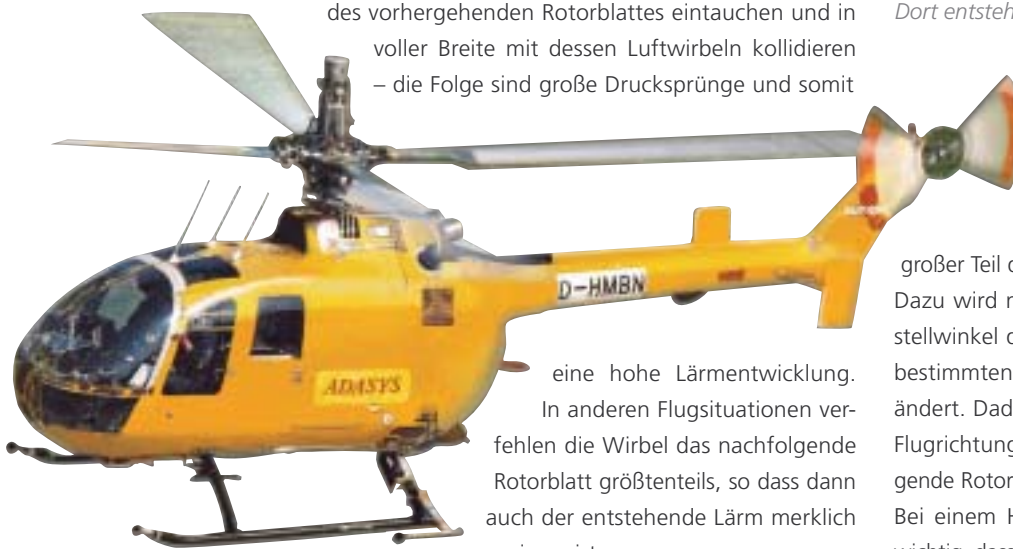 des vorhergehenden Rotorblattes eintauchen und in
voller Breite mit dessen Luftwirbeln kollidieren
– die Folge sind große Drucksprünge und somit
D-HMBN
ADASYS
eine hohe Lärmentwicklung.
In anderen Flugsituationen ver-
fehlen die Wirbel das nachfolgende
Rotorblatt größtenteils, so dass dann
auch der entstehende Lärm merklich
Dort entsteh
großer Teil
Dazu wird
stellwinkel
bestimmten
ändert. Dad
Flugrichtung
gende Rotor
Bei einem H